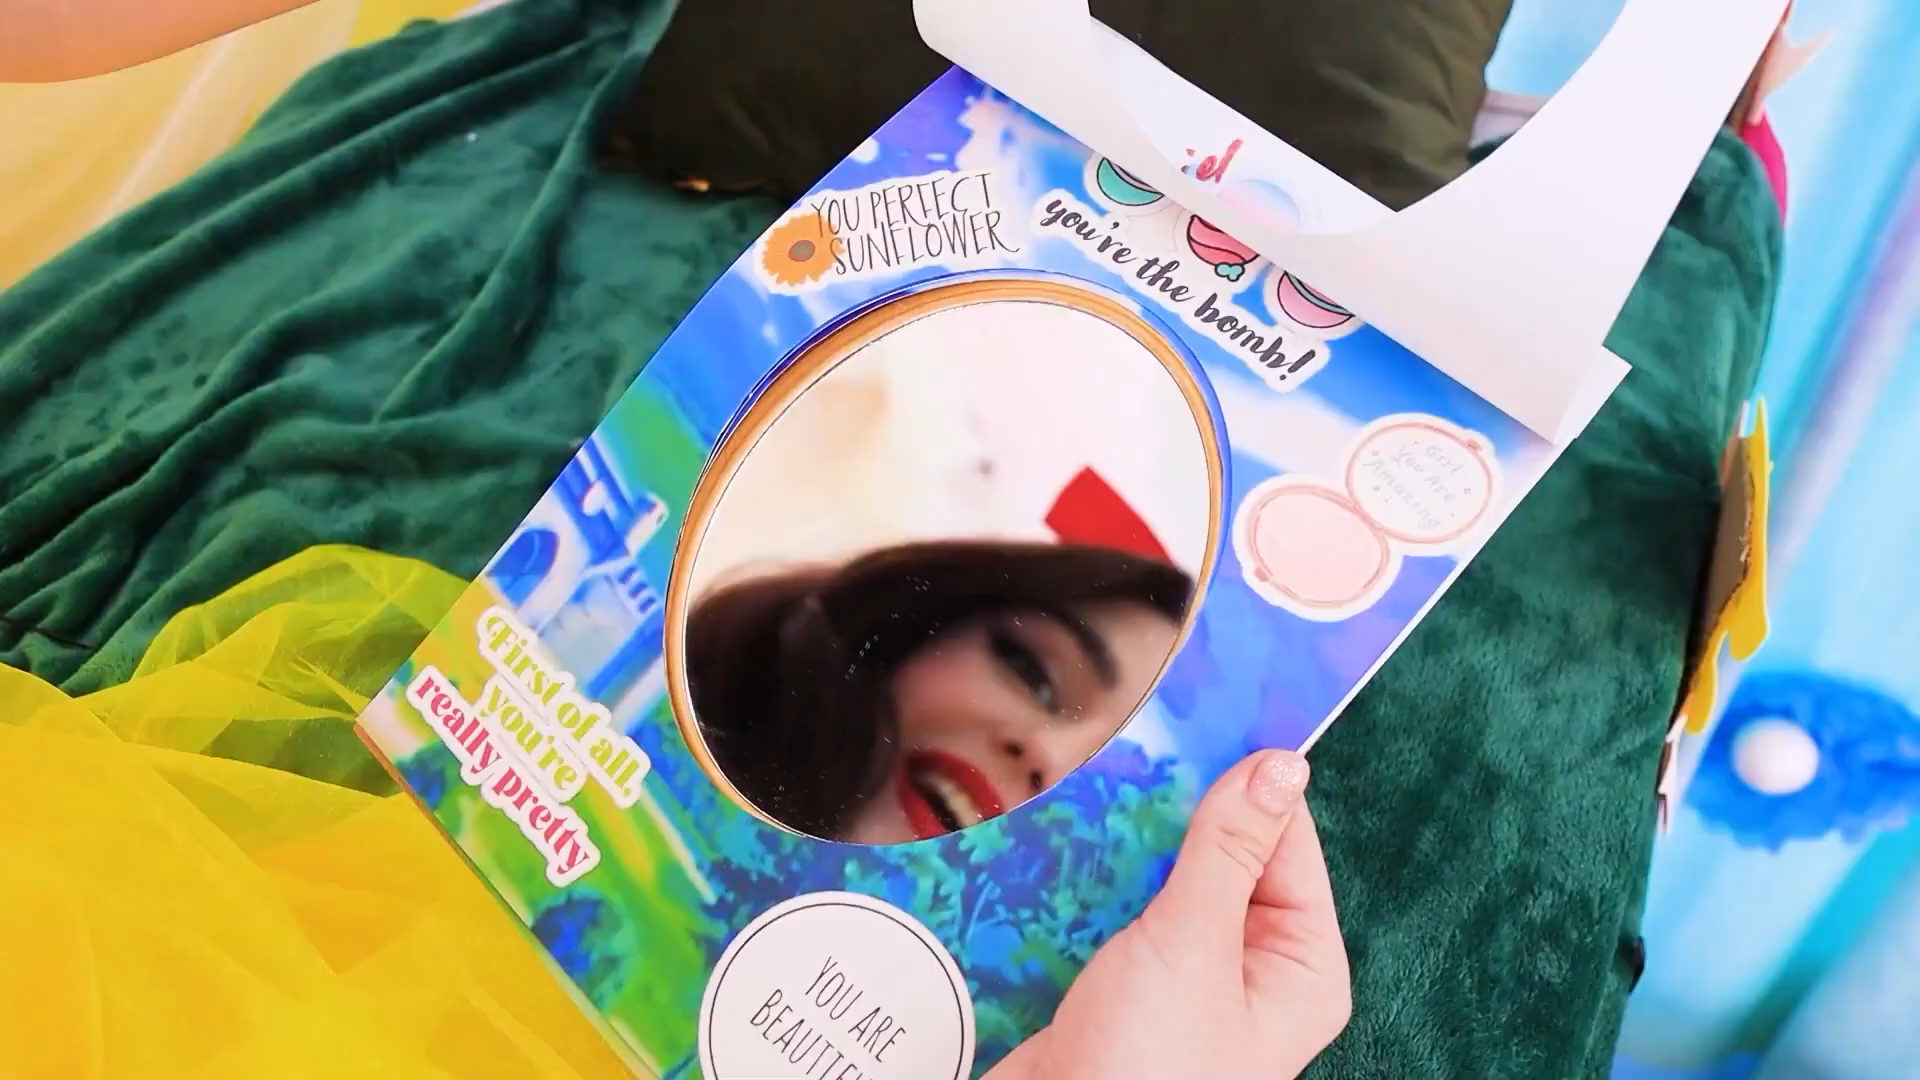 YOU PERFECT
SUNFLOWER
you're the bomb!
Girl
You Are
Amazing
First of all,
you're
really pretty
YOU ARE